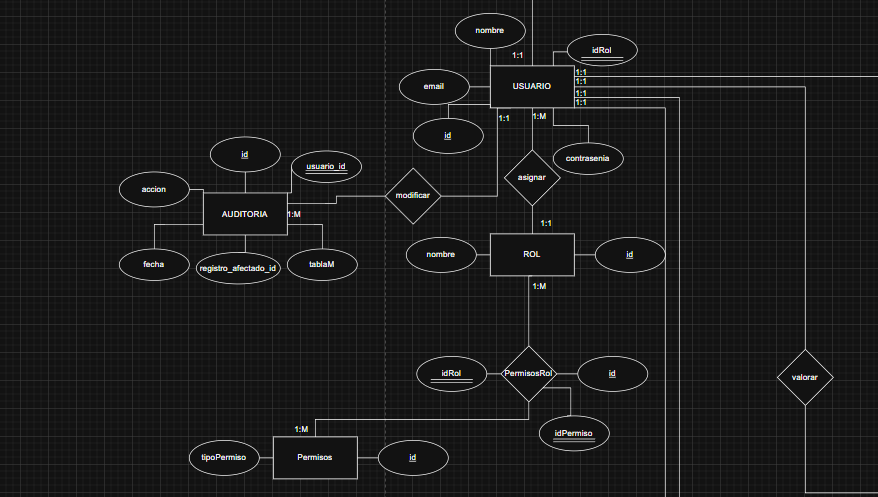 nombre
1:1
idRol
USUARIO
1:1
1:1
1:1
1:1
email
1:1
1:M
id
id
contrasenia
usuario_id
asignar
accion
modificar
AUDITORIA
1:M
1:1
nombre
ROL
id
fecha
registro_afectado_id
tablaM
1:M
idRol
PermisosRol
id
valorar
1:M
idPermiso
tipoPermiso
Permisos
id